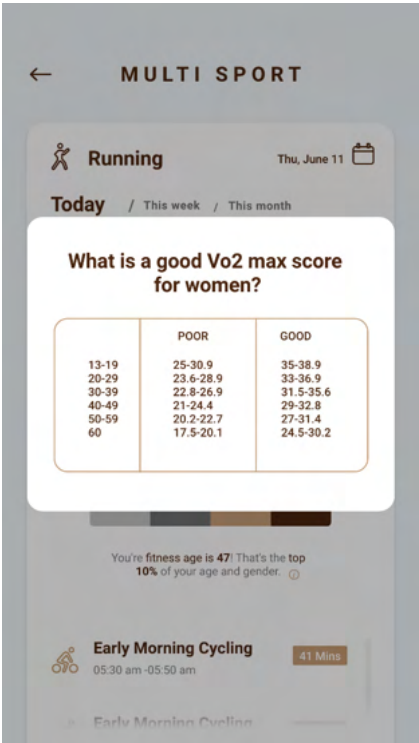 MULTI SPORT
Running
Thu, June 11
Today / This week / This month
What is a good Vo2 max score
for women?
POOR GOOD
13-19 25-30.9 35-38.9
20-29 23.6-28.9 33-36.9
30-39 22.8-26.9 31.5-35.6
40-49 21-24.4 29-32.8
50-59 20.2-22.7 27-31.4
60 17.5-20.1 24.5-30.2
You're fitness age is 47! That's the top
10% of your age and gender.
Early Morning Cycling
41 Mins
05:30 am -05:50 am
Early Morning Cycling